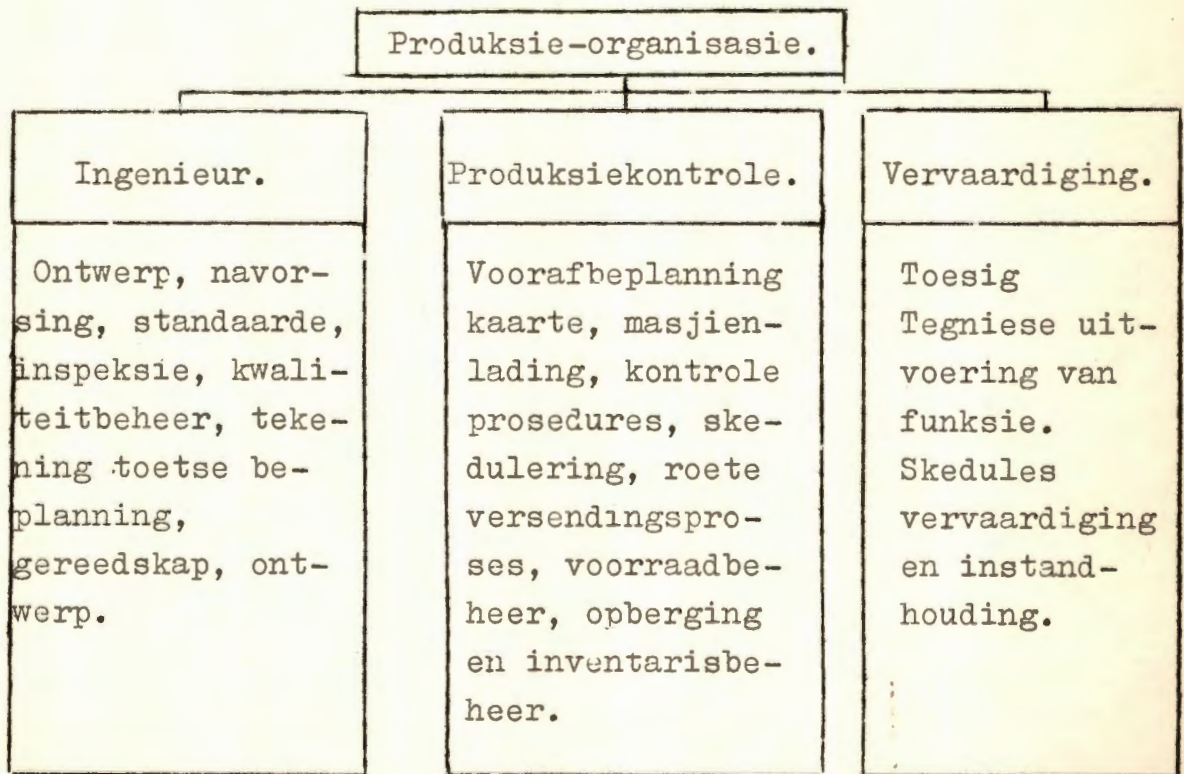 Produksie-organisasie.
Ingenieur.
Ontwerp, navor-
sing, standaarde,
inspeksie, kwali-
teitbeheer, teke-
ning toetse be-
planning,
gereedskap, ont-
werp.
Produksiekontrole.
Voorafbeplanning
kaarte, masjien-
lading, kontrole
prosedures, ske-
dulering, roete
versendingspro-
ses, voorraadbe-
heer, opberging
en inventarisbe-
heer.
Vervaardiging.
Toesig
Tegniese uit-
voering van
funksie.
Skedules
vervaardiging
en instand-
houding.